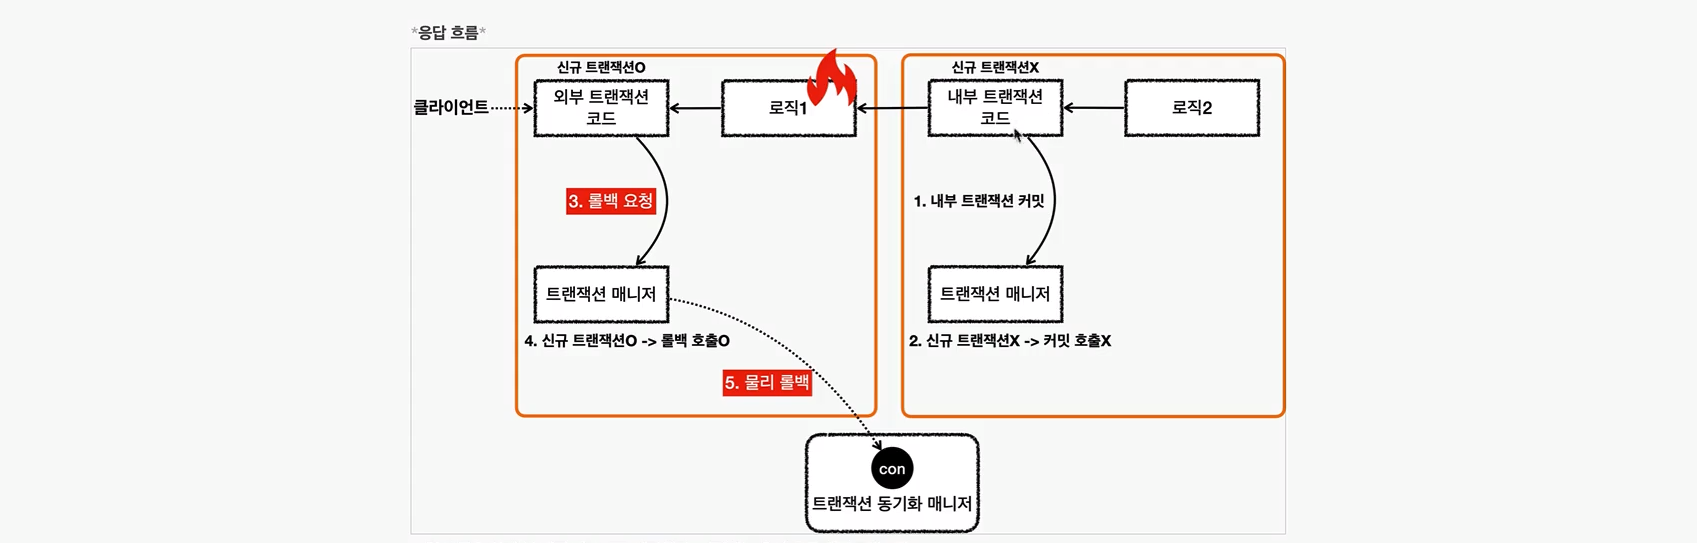 *응답 흐름*
신규 트랜잭션O
신규 트랜잭션X
클라이언트
외부 트랜잭션
코드
로직1
내부 트랜잭션
코드
로직2
3. 롤백 요청
1. 내부 트랜잭션 커밋
트랜잭션 매니저
트랜잭션 매니저
4. 신규 트랜잭션O -> 롤백 호출O
2. 신규 트랜잭션X -> 커밋 호출X
5. 물리 롤백
con
트랜잭션 동기화 매니저